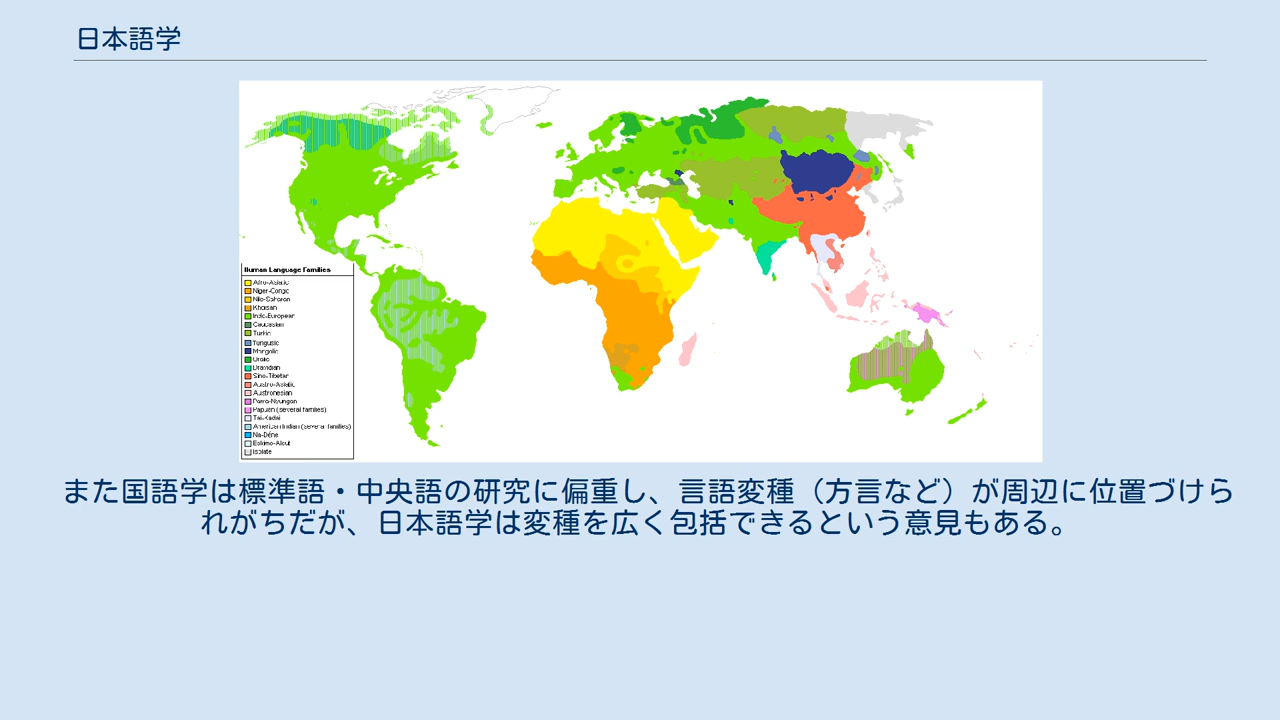 日本語学
Human Language Families
Afro-Asiatic
Niger-Congo
Nilo-Saharan
Khoisan
Indo-European
Caucasian
Turkic
Tungusic
Mongolic
Uralic
Dravidian
Sino-Tibetan
Austro-Asiatic
Austronesian
Pama-Nyungan
Papuan (several families)
Tai-Kadai
American Indian (several families)
Na-Dené
Eskimo-Aleut
Isolate
また国語学は標準語・中央語の研究に偏重し、言語変種（方言など）が周辺に位置づけら
れがちだが、日本語学は変種を広く包括できるという意見もある。